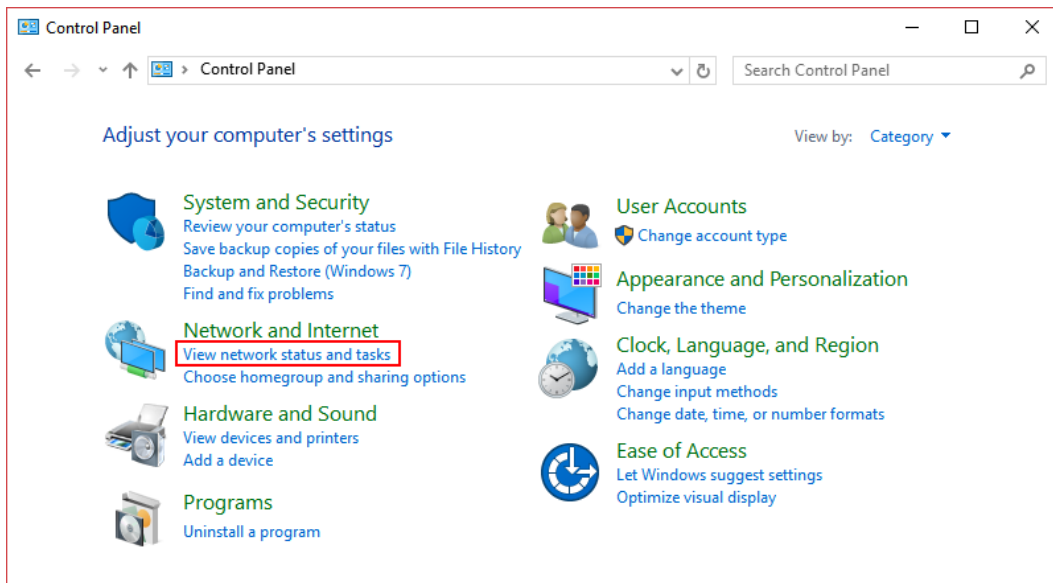 Control Panel
Control Panel
Search Control Panel
Adjust your computer's settings
View by: Category
System and Security
Review your computer's status
Save backup copies of your files with File History
Backup and Restore (Windows 7)
Find and fix problems
Network and Internet
View network status and tasks
Choose homegroup and sharing options
Hardware and Sound
View devices and printers
Add a device
Programs
Uninstall a program
User Accounts
Change account type
Appearance and Personalization
Change the theme
Clock, Language, and Region
Add a language
Change input methods
Change date, time, or number formats
Ease of Access
Let Windows suggest settings
Optimize visual display